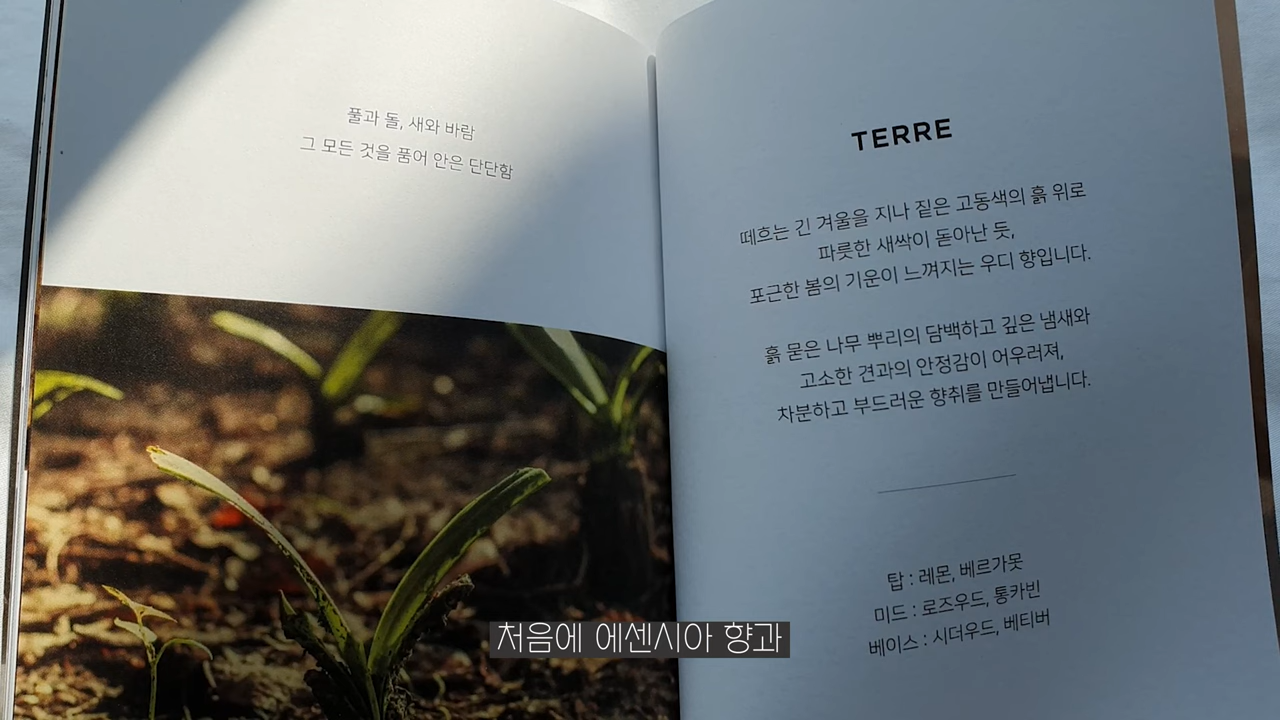 풀과 돌, 새와 바람
그 모든 것을 품어 안은 단단함
TERRE
떼흐는 긴 겨울을 지나 짙은 고동색의 흙 위로
파릇한 새싹이 돋아난 듯,
포근한 봄의 기운이 느껴지는 우디 향입니다.
흙 묻은 나무 뿌리의 담백하고 깊은 냄새와
고소한 견과의 안정감이 어우러져,
차분하고 부드러운 향취를 만들어냅니다.
탑 : 레몬, 베르가못
미드 : 로즈우드, 통카빈
베이스 : 시더우드, 베티버
처음에 에센시아 향과